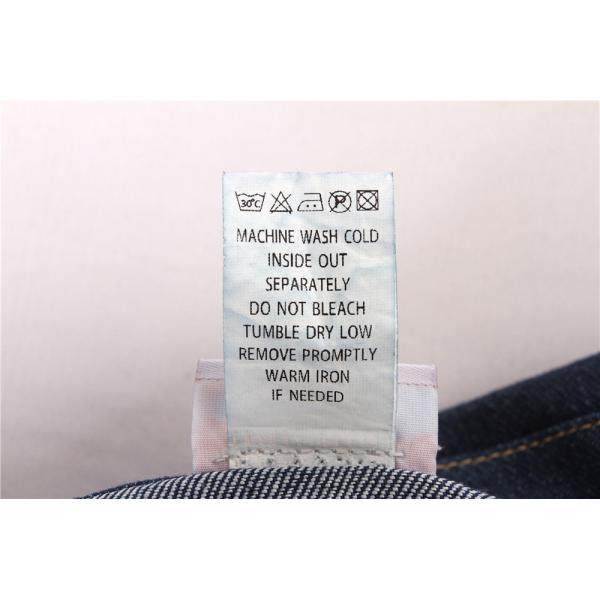 30°C P
MACHINE WASH COLD
INSIDE OUT
SEPARATELY
DO NOT BLEACH
TUMBLE DRY LOW
REMOVE PROMPTLY
WARM IRON
IF NEEDED